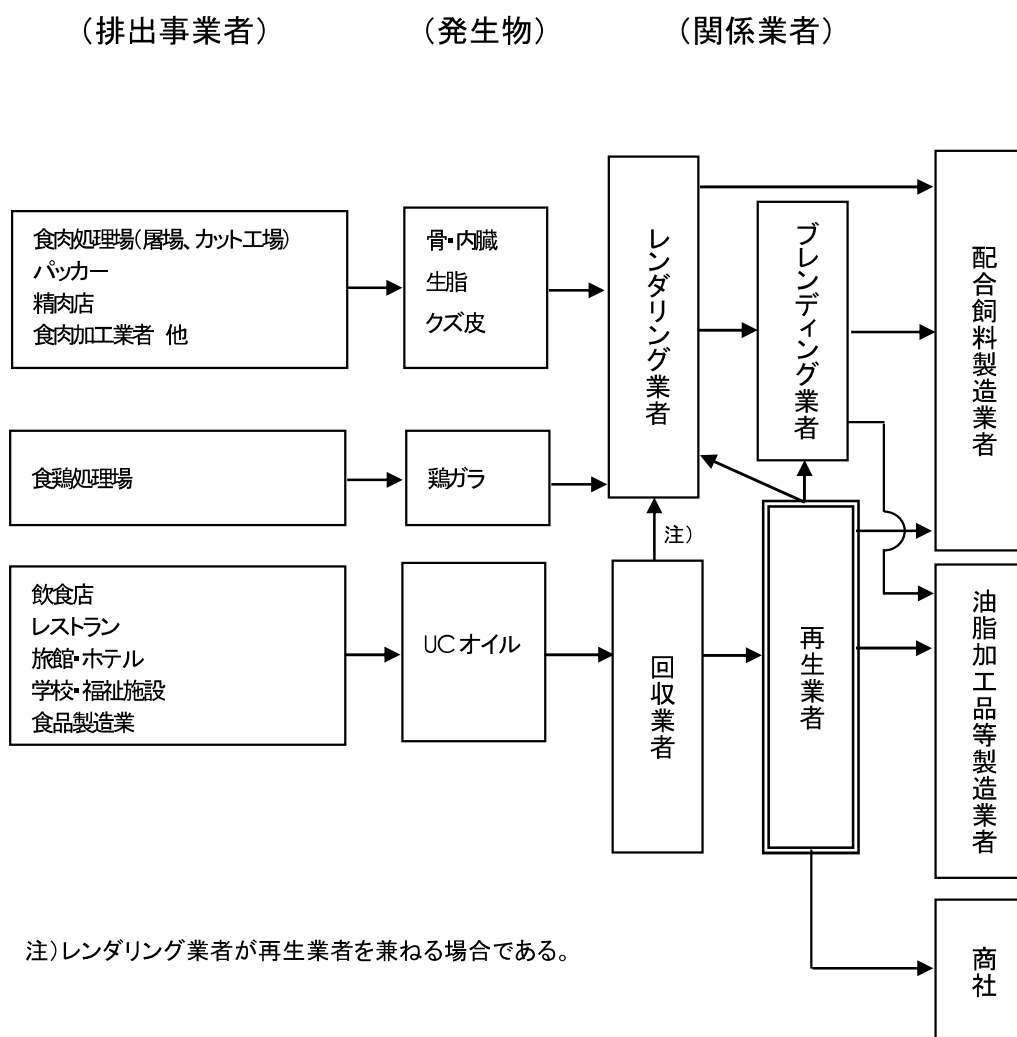 （排出事業者）
（発生物）
（関係業者）
食肉処理場（屠場、カット工場）
パッカー
精肉店
食肉加工業者 他
骨・内臓
生脂
クズ皮
レンダリング業者
ブレンディング業者
配合飼料製造業者
食鶏処理場
鶏ガラ
注）
飲食店
レストラン
旅館・ホテル
学校・福祉施設
食品製造業
UCオイル
回収業者
再生業者
油脂加工品等製造業者
商社
注）レンダリング業者が再生業者を兼ねる場合である。